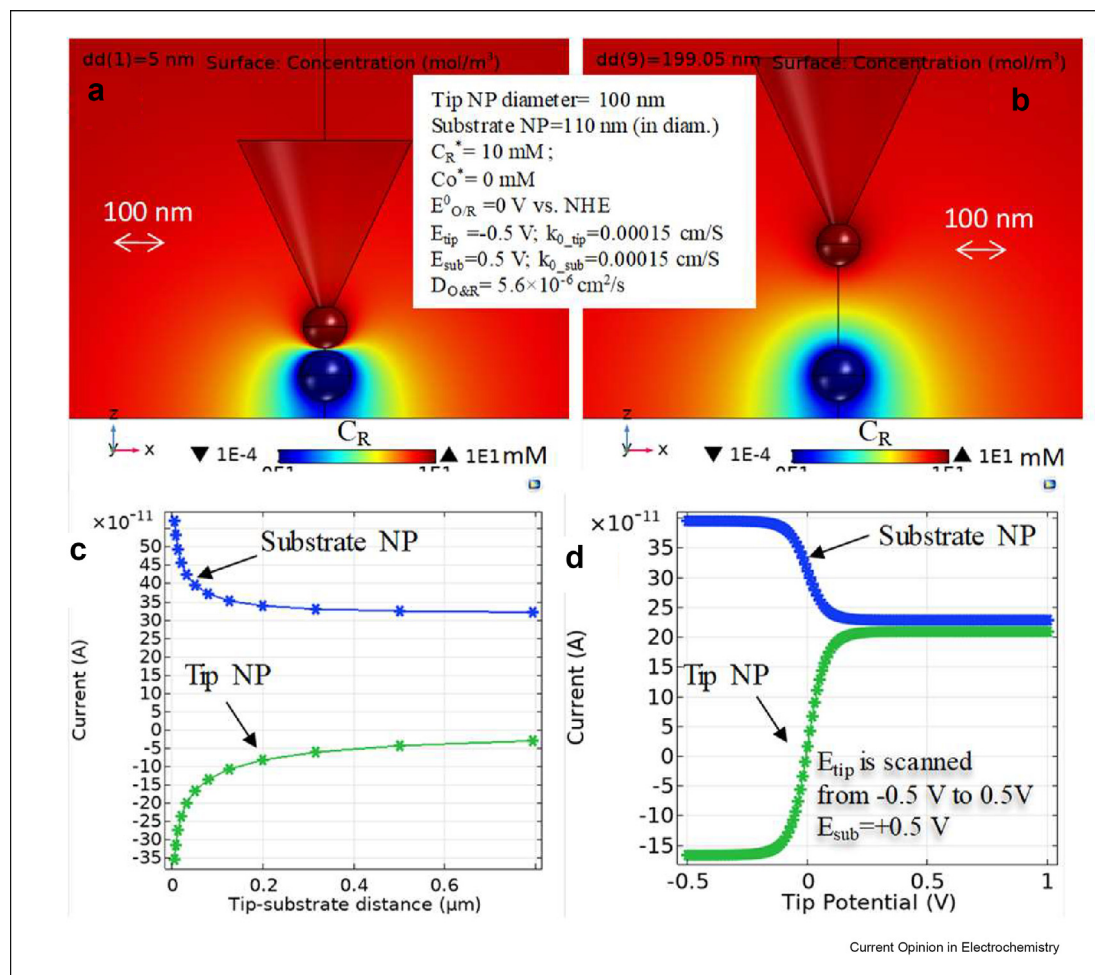 dd(1)=5 nm Surface: Concentration (mol/m³)
a
100 nm
z
y x
C_R
▼ 1E-4
▲ 1E1 mM
Tip NP diameter= 100 nm
Substrate NP=110 nm (in diam.)
C_R^*= 10 mM ;
Co^*= 0 mM
E^0_O/R =0 V vs. NHE
E_tip =-0.5 V; k_0_tip=0.00015 cm/S
E_sub=0.5 V; k_0_sub=0.00015 cm/S
D_O&R= 5.6×10^-6 cm²/s
dd(9)=199.05 nm Surface: Concentration (mol/m³)
b
100 nm
z
y x
C_R
▼ 1E-4
▲ 1E1 mM
c
×10^-11
50
45
40
35
30
25
20
15
10
5
0
-5
-10
-15
-20
-25
-30
-35
Current (A)
Substrate NP
Tip NP
0 0.2 0.4 0.6
Tip-substrate distance (µm)
d
×10^-11
35
30
25
20
15
10
5
0
-5
-10
-15
Current (A)
Substrate NP
Tip NP
E_tip is scanned
from -0.5 V to 0.5V
E_sub=+0.5 V
-0.5 0 0.5 1
Tip Potential (V)
Current Opinion in Electrochemistry